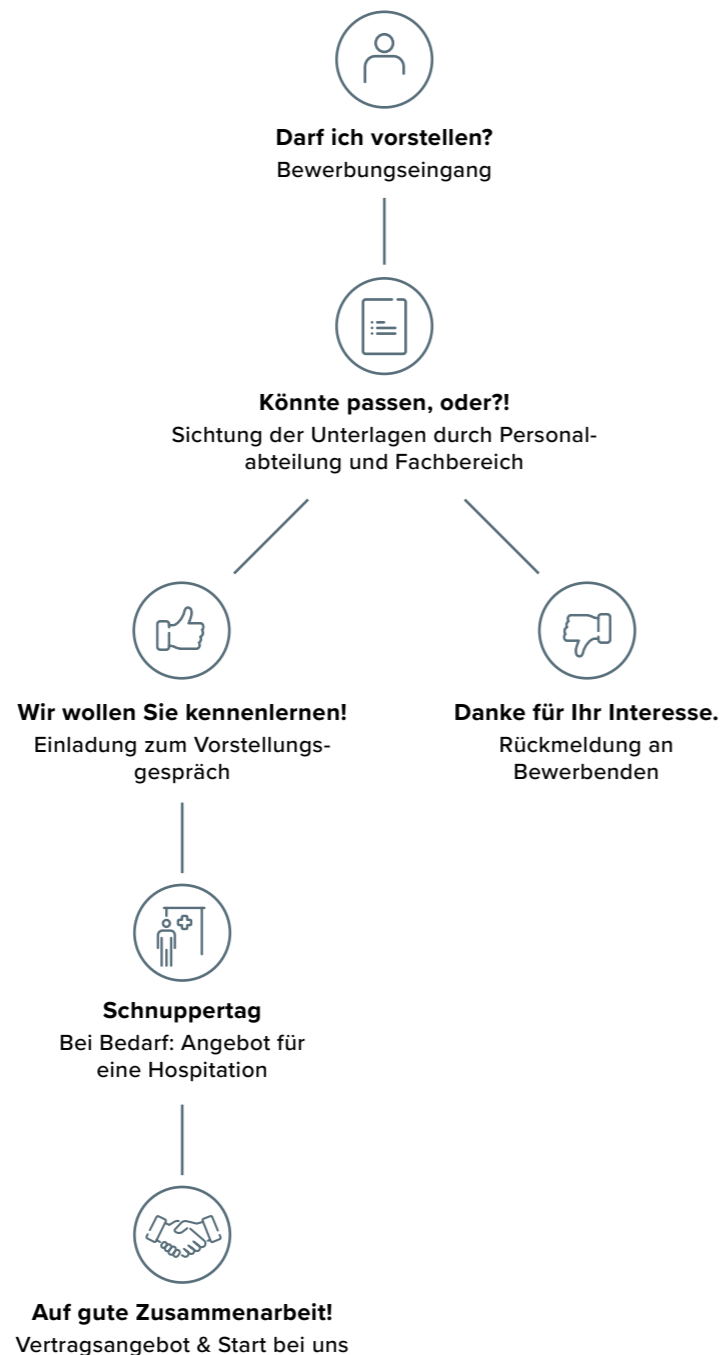 Darf ich vorstellen?
Bewerbungseingang
Könnte passen, oder?!
Sichtung der Unterlagen durch Personal-
abteilung und Fachbereich
Wir wollen Sie kennenlernen!
Einladung zum Vorstellungs-
gespräch
Danke für Ihr Interesse.
Rückmeldung an
Bewerbenden
Schnuppertag
Bei Bedarf: Angebot für
eine Hospitation
Auf gute Zusammenarbeit!
Vertragsangebot & Start bei uns